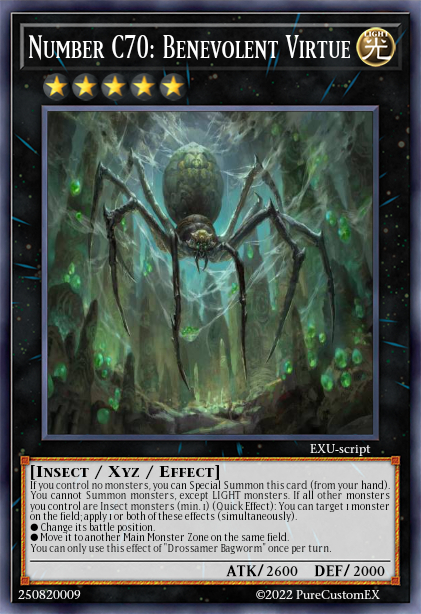 NUMBER C70: BENEVOLENT VIRTUE
LIGHT
光
EXU-script
[INSECT / XYZ / EFFECT]
If you control no monsters, you can Special Summon this card (from your hand).
You cannot Summon monsters, except LIGHT monsters. If all other monsters
you control are Insect monsters (min. 1) (Quick Effect): You can target 1 monster
on the field; apply 1 or both of these effects (simultaneously).
● Change its battle position.
● Move it to another Main Monster Zone on the same field.
You can only use this effect of "Drossamer Bagworm" once per turn.
ATK/2600 DEF/2000
250820009 ©2022 PureCustomEX